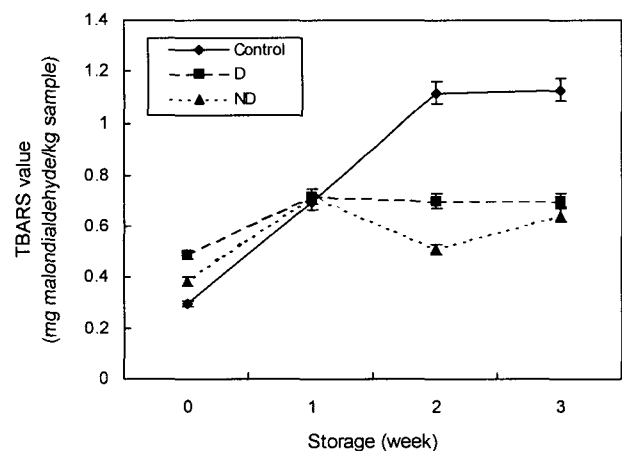 TBARS value
(mg malondialdehyde/kg sample)
1.4
1.2
1
0.8
0.6
0.4
0.2
0
Control
D
ND
0 1 2 3
Storage (week)